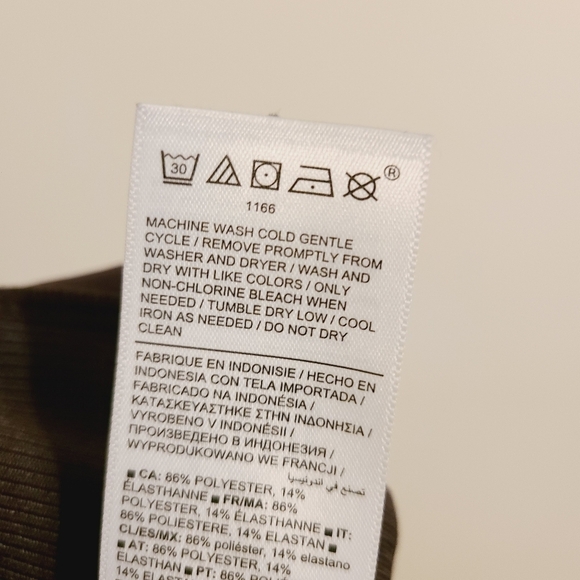 30
®
1166
MACHINE WASH COLD GENTLE
CYCLE / REMOVE PROMPTLY FROM
WASHER AND DRYER / WASH AND
DRY WITH LIKE COLORS / ONLY
NON-CHLORINE BLEACH WHEN
NEEDED / TUMBLE DRY LOW / COOL
IRON AS NEEDED / DO NOT DRY
CLEAN
FABRIQUE EN INDONISIE / HECHO EN
INDONESIA CON TELA IMPORTADA /
FABRICADO NA INDONÉSIA /
ΚΑΤΑΣΚΕΥΑΣΤΗΚΕ ΣΤΗΝ ΙΝΔΟΝΗΣΙΑ /
VYROBENO V INDONÉSII /
ПРОИЗВЕДЕНО В ИНДОНЕЗИЯ /
WYPRODUKOWANO WE FRANCJI /
تصنع في اندونيسيا
■ CA: 86% POLYESTER, 14%
ÉLASTHANNE ■ FR/MA: 86%
POLYESTER, 14% ÉLASTHANNE ■ IT:
86% POLIESTERE, 14% ELASTAN ■
CL/ES/MX: 86% poliéster, 14% elastano
■ AT: 86% POLYESTER, 14%
ELASTHAN ■ PT: 86%